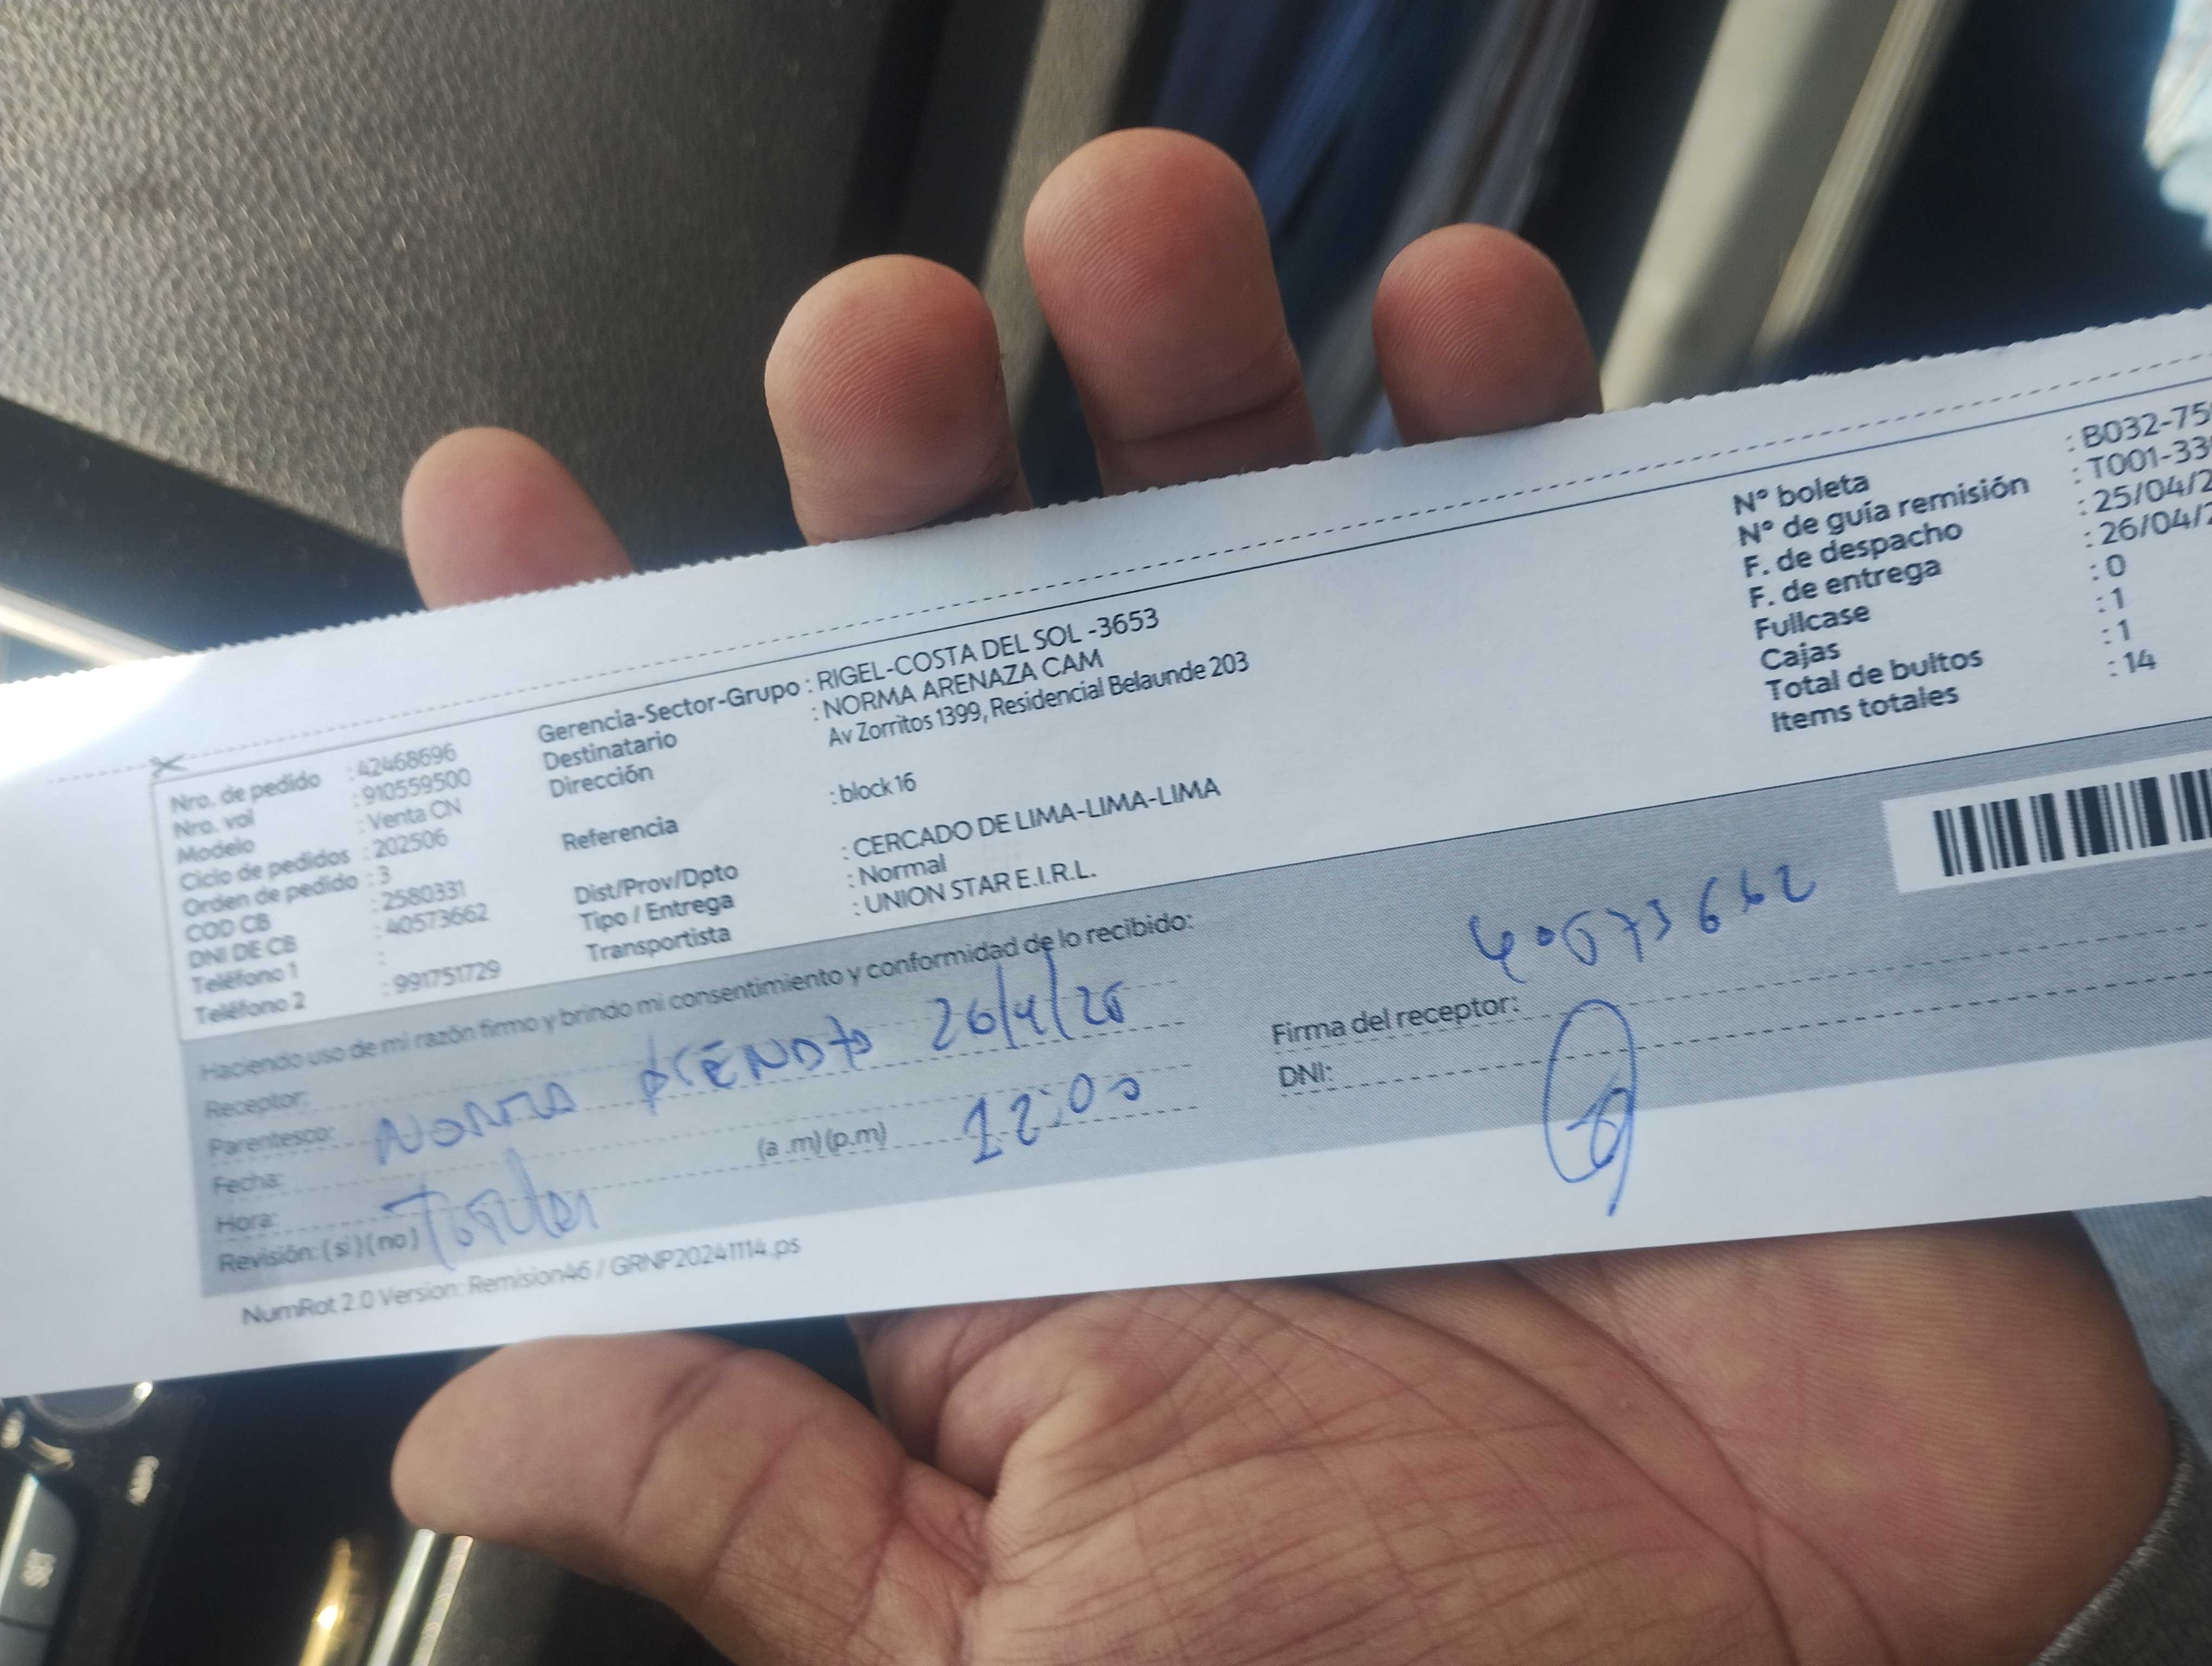 Nro. de pedido : 42468696
Nro. vol : 910559500
Modelo : Venta CN
Ciclo de pedidos : 202506
Orden de pedido : 3
COD CB : 2580331
DNI DE CB : 40573662
Teléfono 1 :
Teléfono 2 : 991751729
Gerencia-Sector-Grupo : RIGEL-COSTA DEL SOL -3653
Destinatario : NORMA ARENAZA CAM
Dirección Av Zorritos 1399, Residencial Belaunde 203
Referencia : block 16
Dist/Prov/Dpto : CERCADO DE LIMA-LIMA-LIMA
Tipo / Entrega : Normal
Transportista : UNION STAR E.I.R.L.
N° boleta : B032-75
N° de guía remisión : T001-33
F. de despacho : 25/04/2
F. de entrega : 26/04/2
Fullcase : 0
Cajas : 1
Total de bultos : 1
Items totales : 14
Haciendo uso de mi razón firmo y brindo mi consentimiento y conformidad de lo recibido:
Receptor:
Parentesco:
Fecha:
Hora: (a .m) (p.m)
Revisión: ( si ) ( no )
Norma 26/4/25
12:00
Titular
40573662
Firma del receptor:
DNI:
NumRot 2.0 Version: Remision46 / GRNP20241114.ps